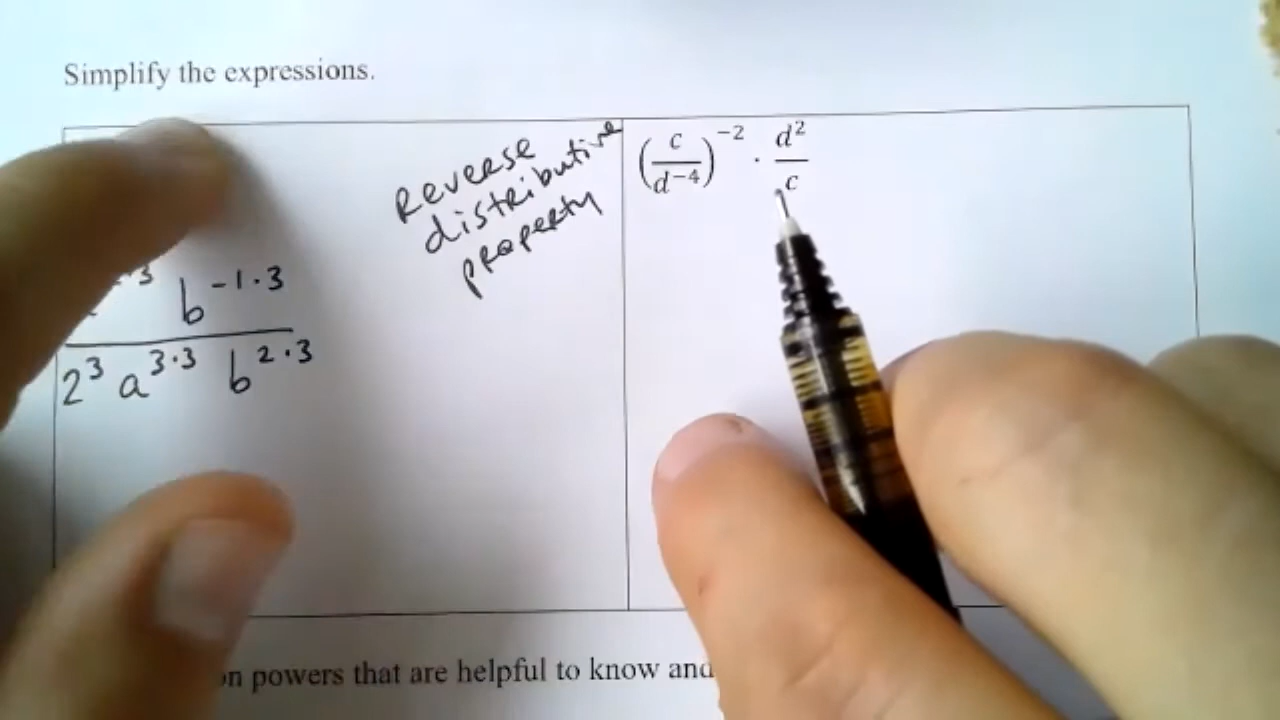 Simplify the expressions.
Reverse
distributive
property
b^{-1·3}
2^3 a^{3·3} b^{2·3}
(c/d^{-4})^{-2} · d^2/c
powers that are helpful to know and